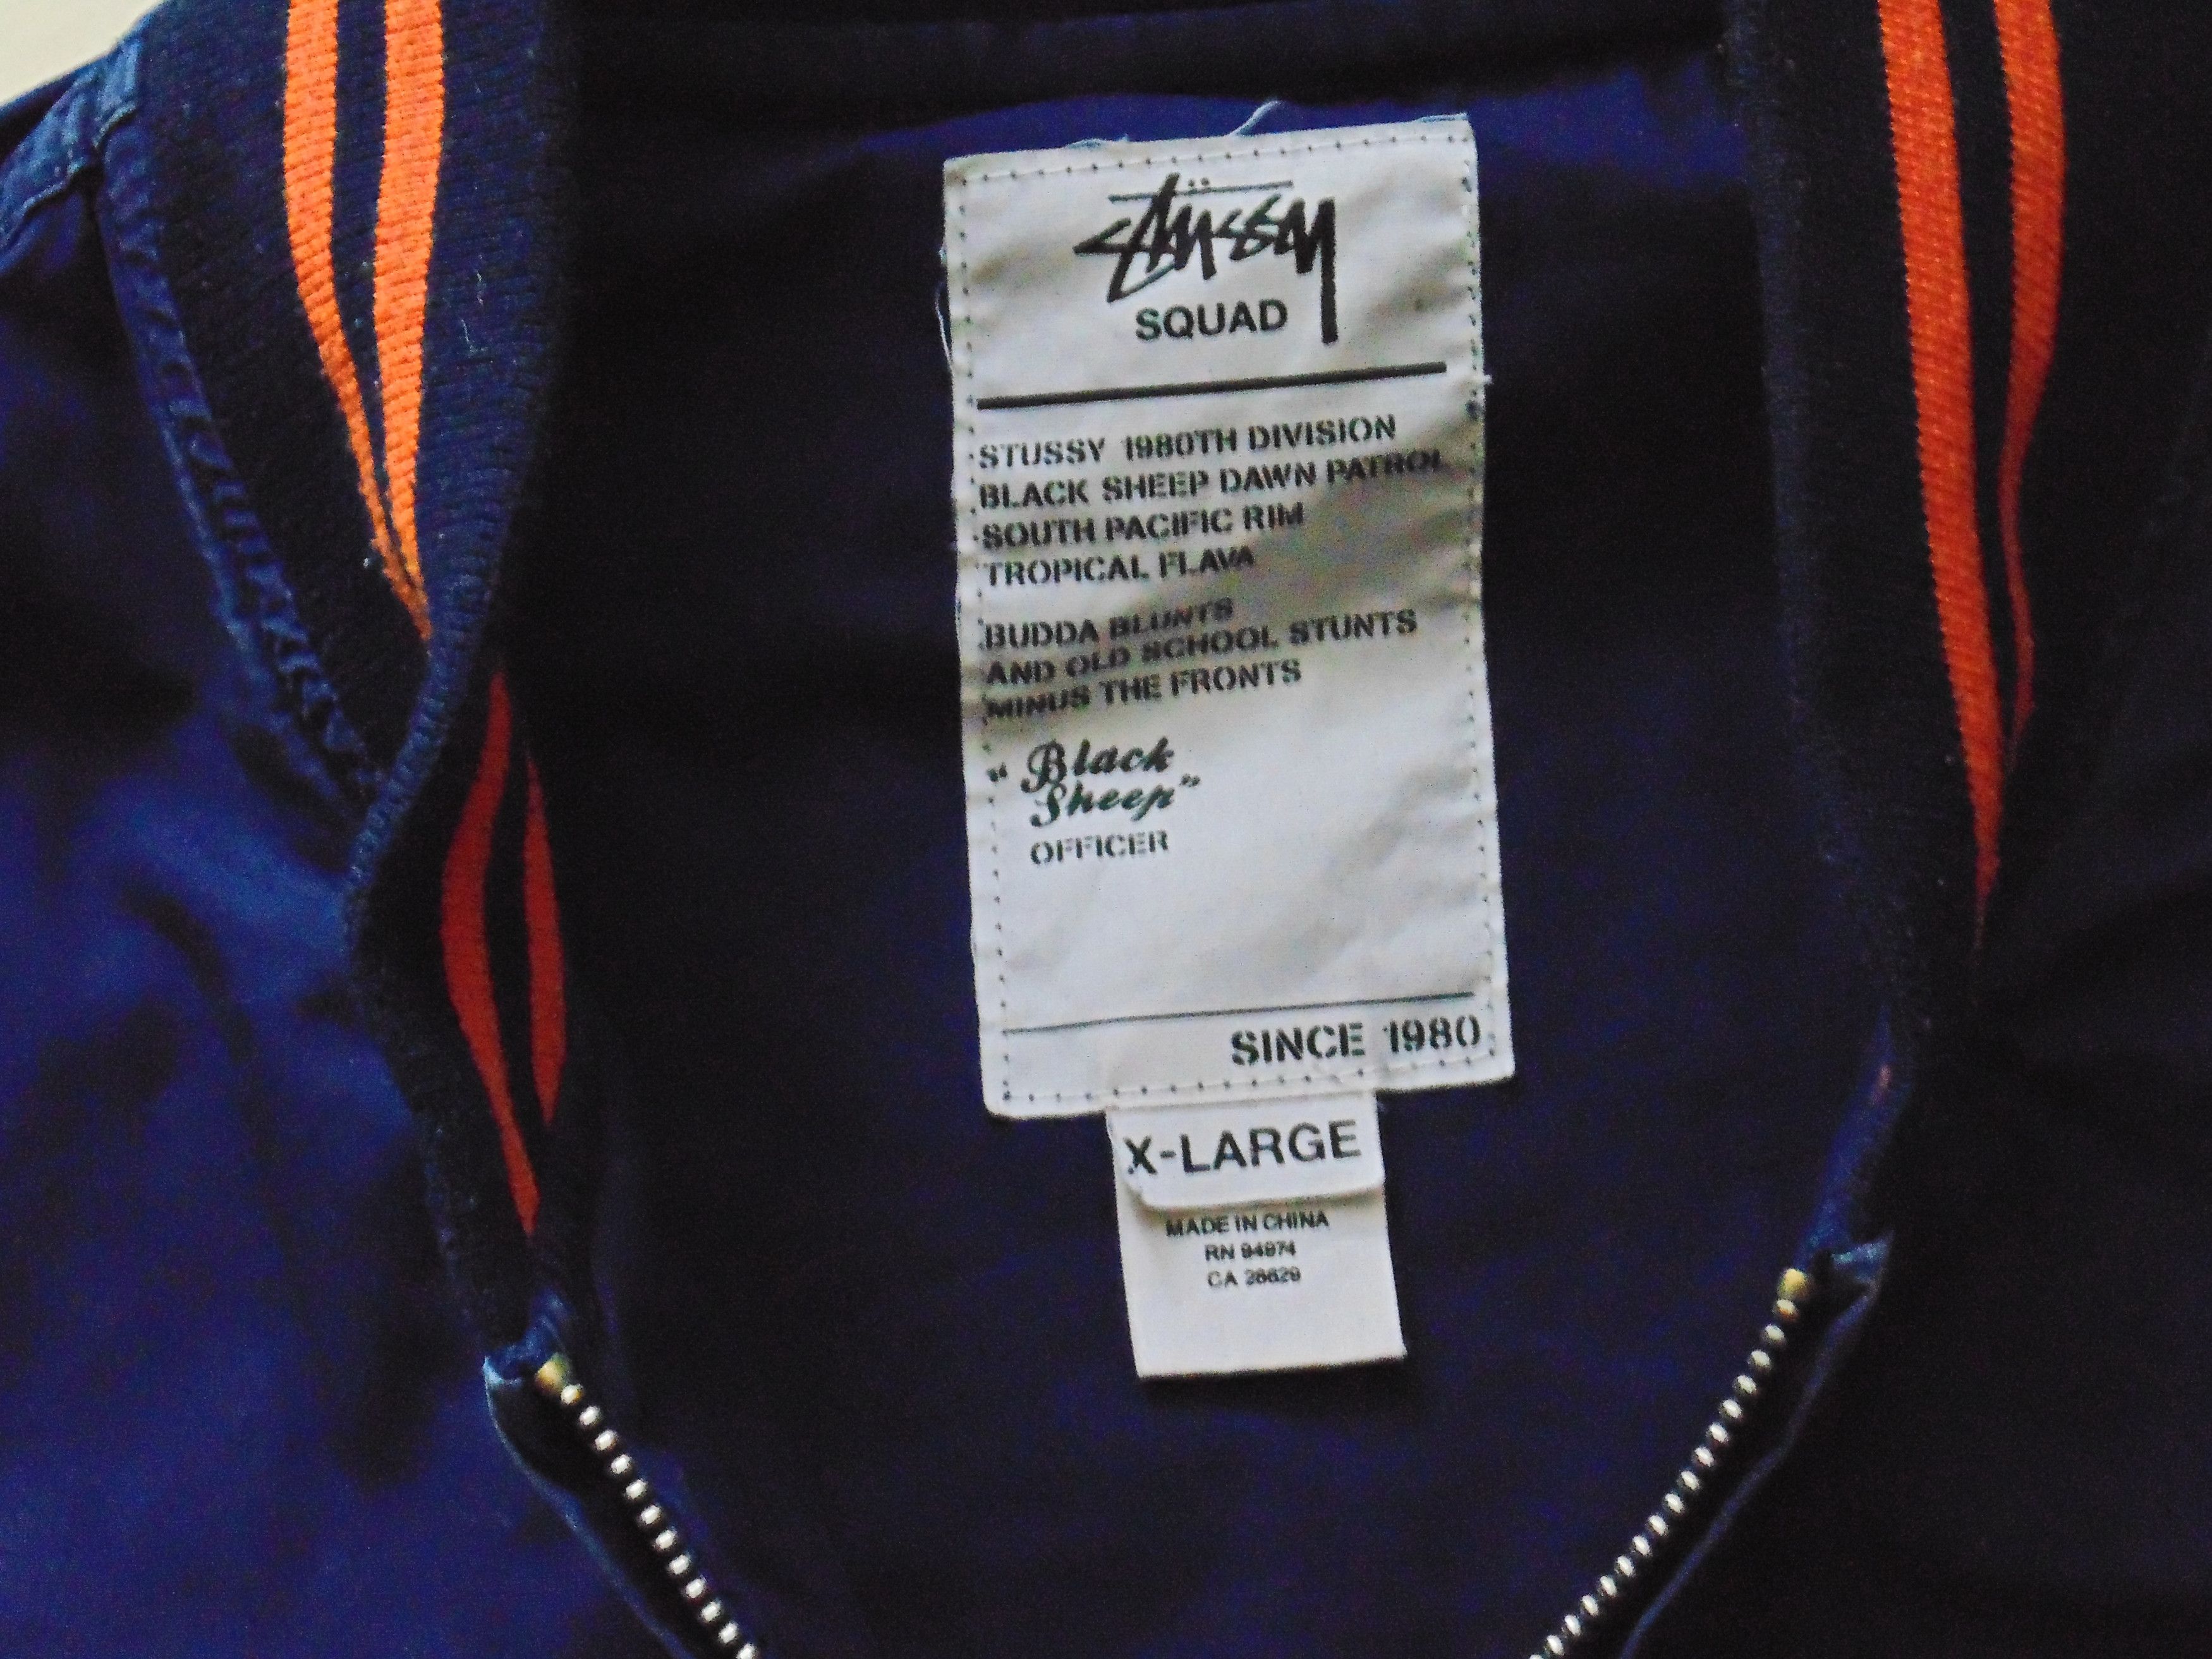 Stüssy
SQUAD
STUSSY 1980TH DIVISION
BLACK SHEEP DAWN PATROL
SOUTH PACIFIC RIM
TROPICAL FLAVA
BUDDA BLUNTS
AND OLD SCHOOL STUNTS
MINUS THE FRONTS
"Black
Sheep"
OFFICER
SINCE 1980
X-LARGE
MADE IN CHINA
RN 94974
CA 28629